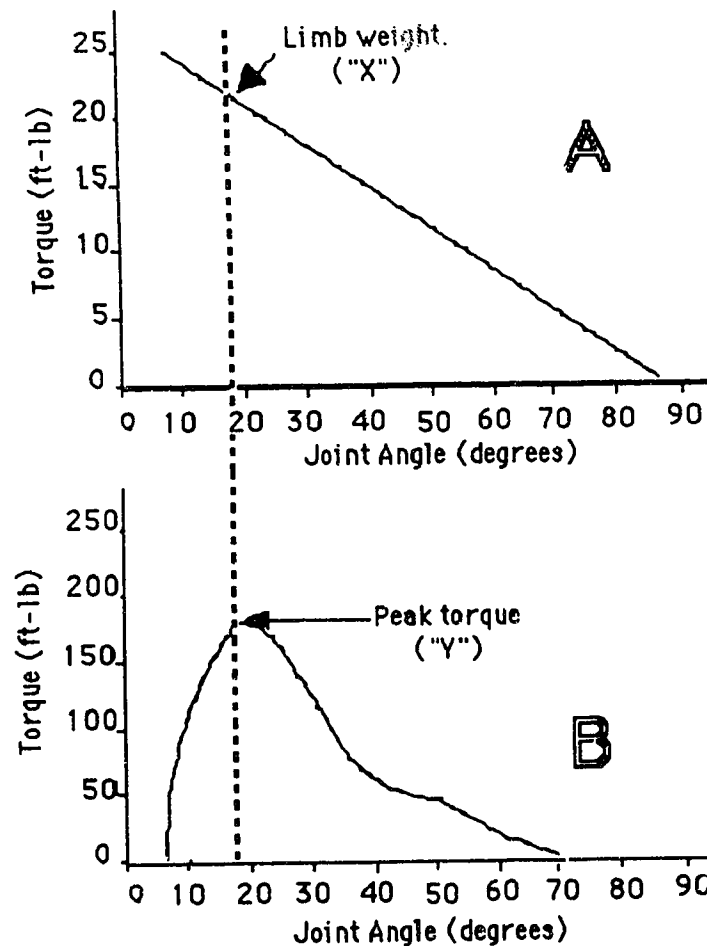 Limb weight.
("X")
A
Torque (ft-lb)
25
20
15
10
5
0
0 10 20 30 40 50 60 70 80 90
Joint Angle (degrees)
Peak torque
("Y")
B
Torque (ft-lb)
250
200
150
100
50
0
0 10 20 30 40 50 60 70 80 90
Joint Angle (degrees)